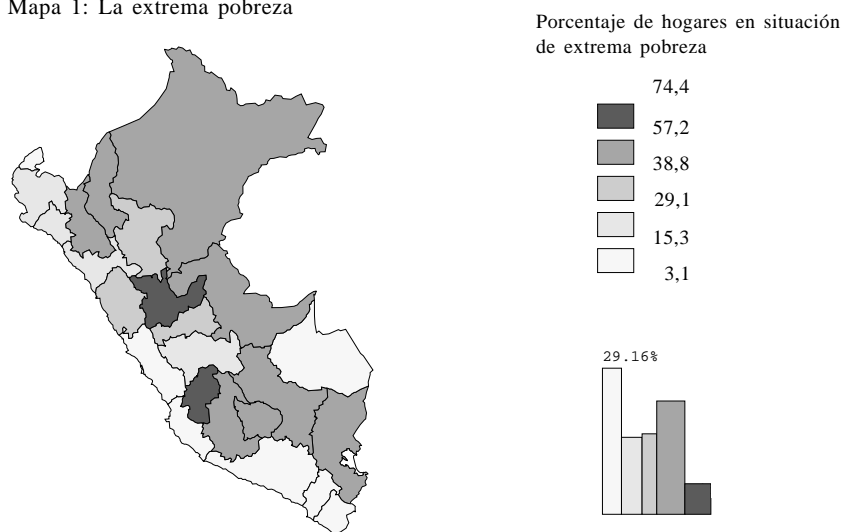 Mapa 1: La extrema pobreza
Porcentaje de hogares en situación
de extrema pobreza
74,4
57,2
38,8
29,1
15,3
3,1
29.16%